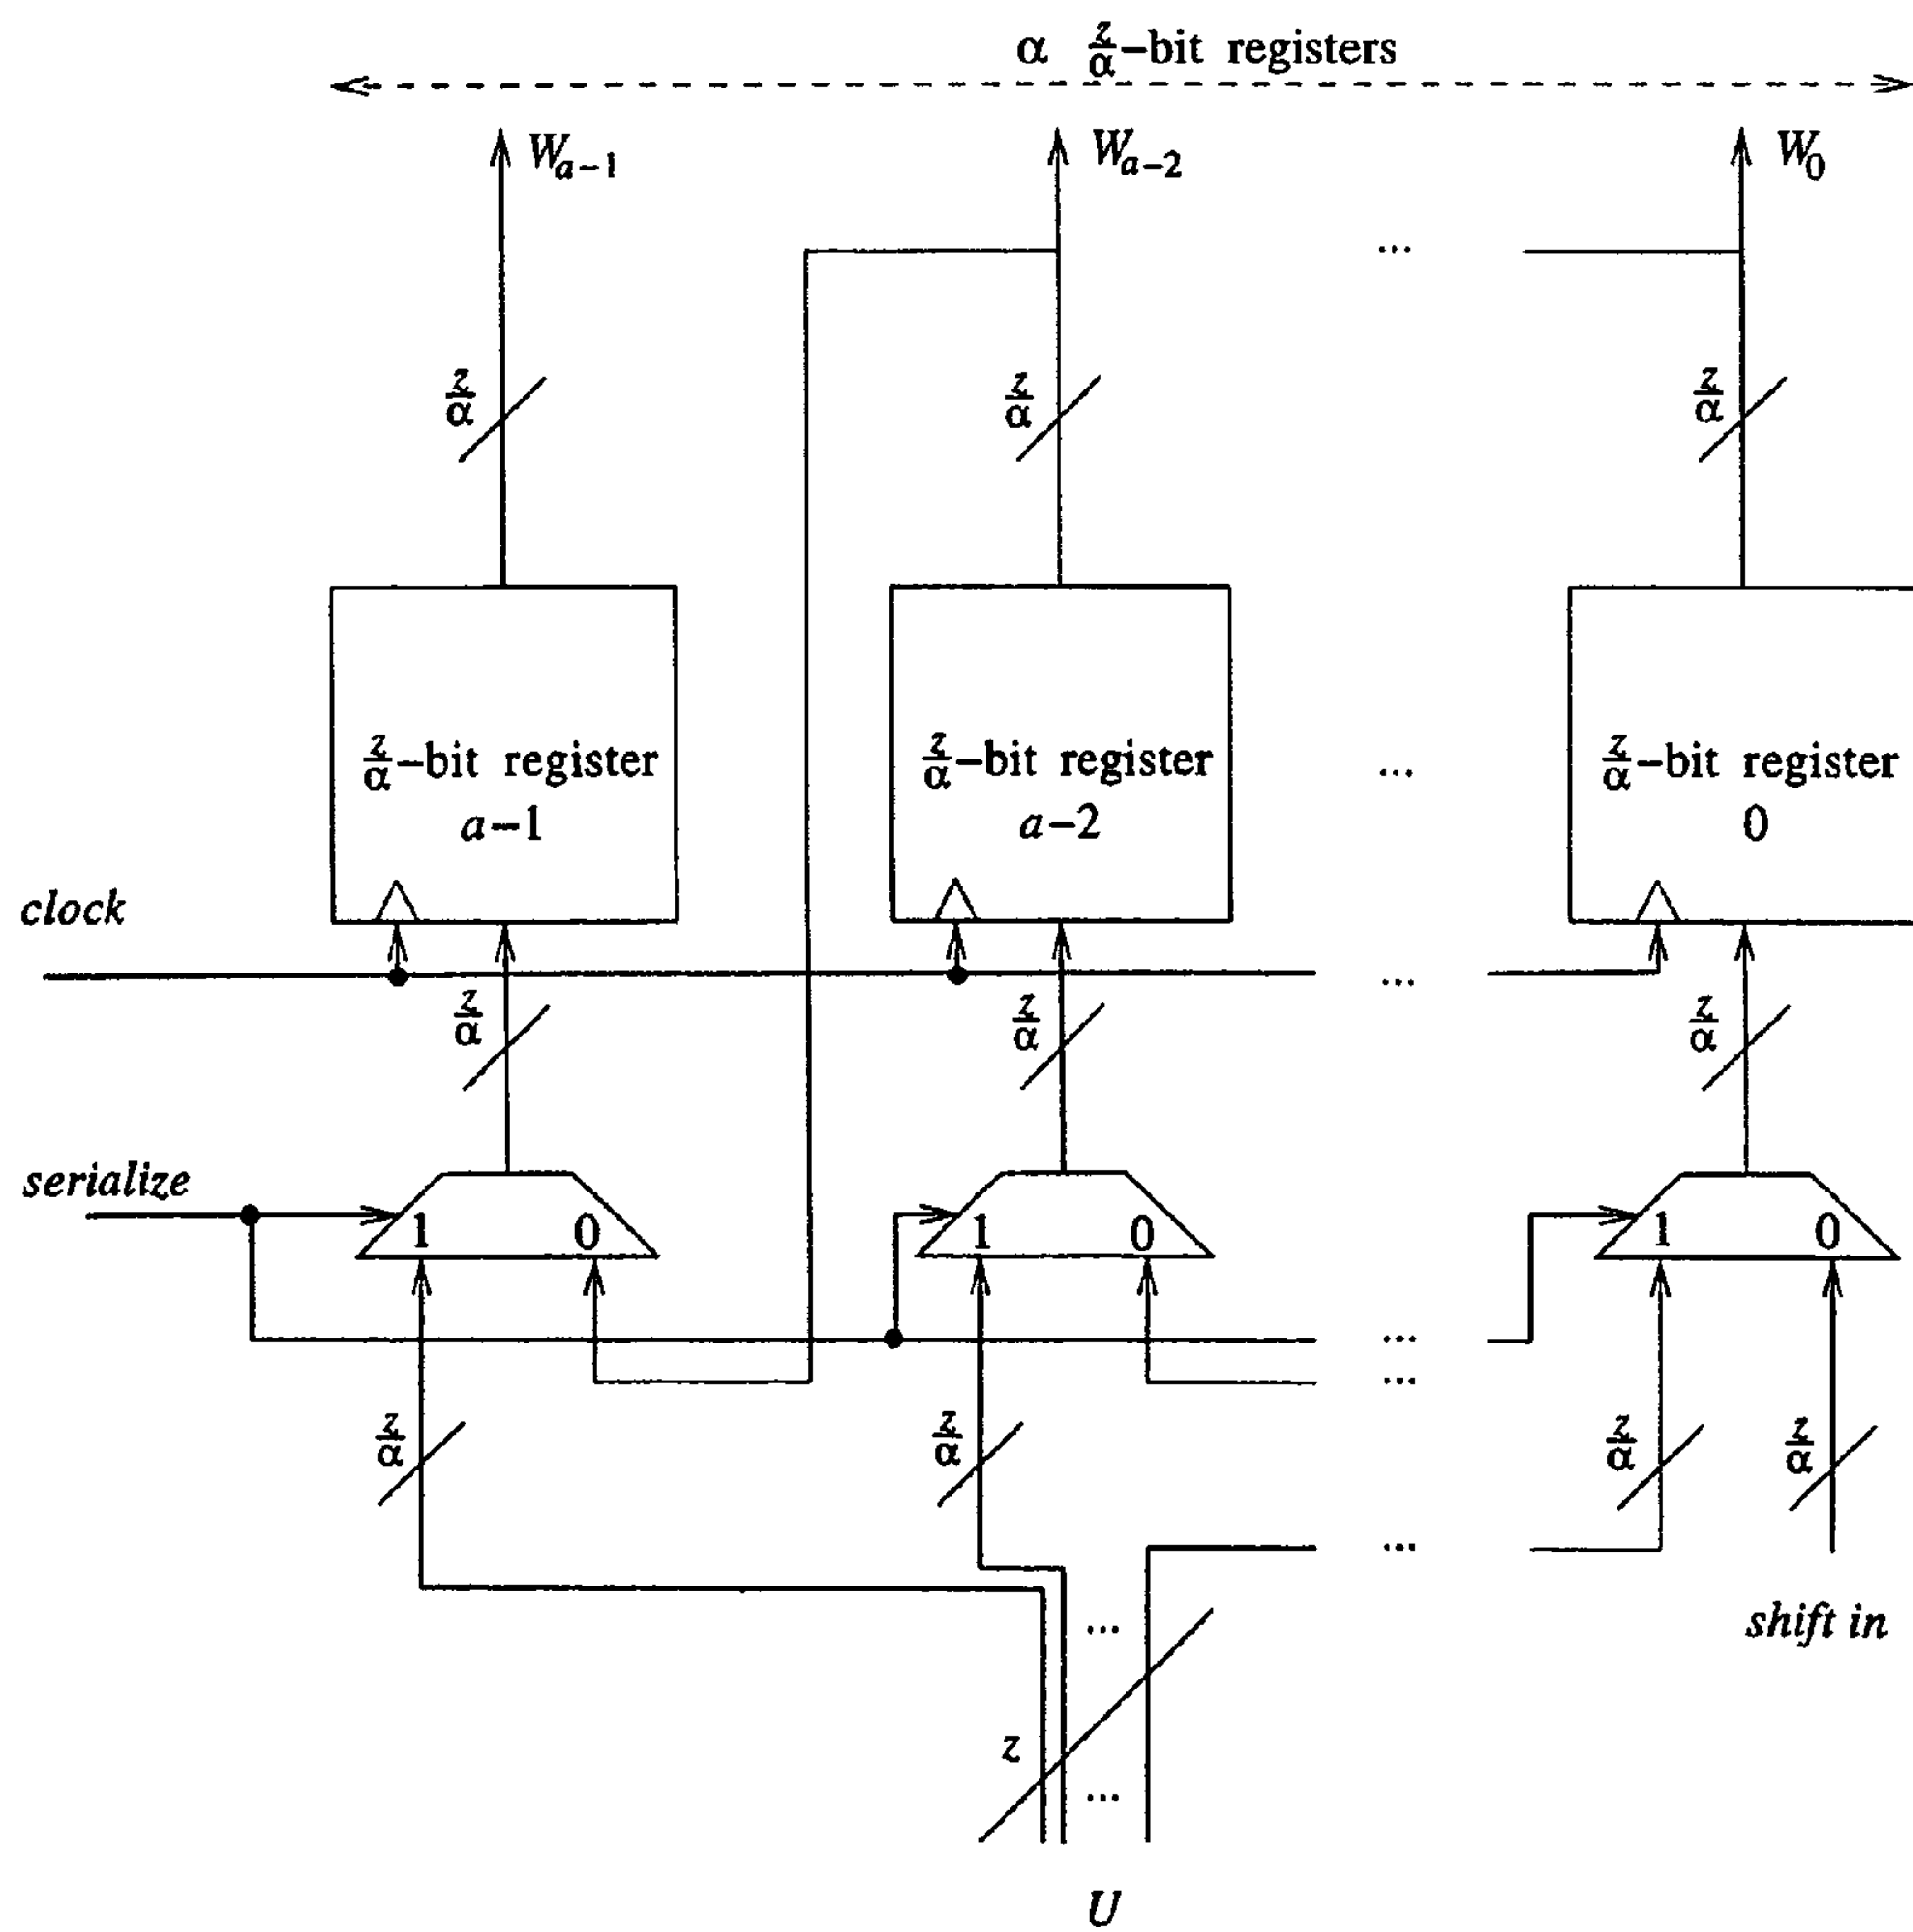 α z/α–bit registers
W_{a−1} W_{a−2} W_0
... 
z/α z/α z/α
z/α–bit register a−1
z/α–bit register a−2
...
z/α–bit register 0
clock
...
z/α z/α z/α
serialize
1 0 1 0 1 0
...
...
z/α z/α z/α z/α
...
shift in
...
z
...
U